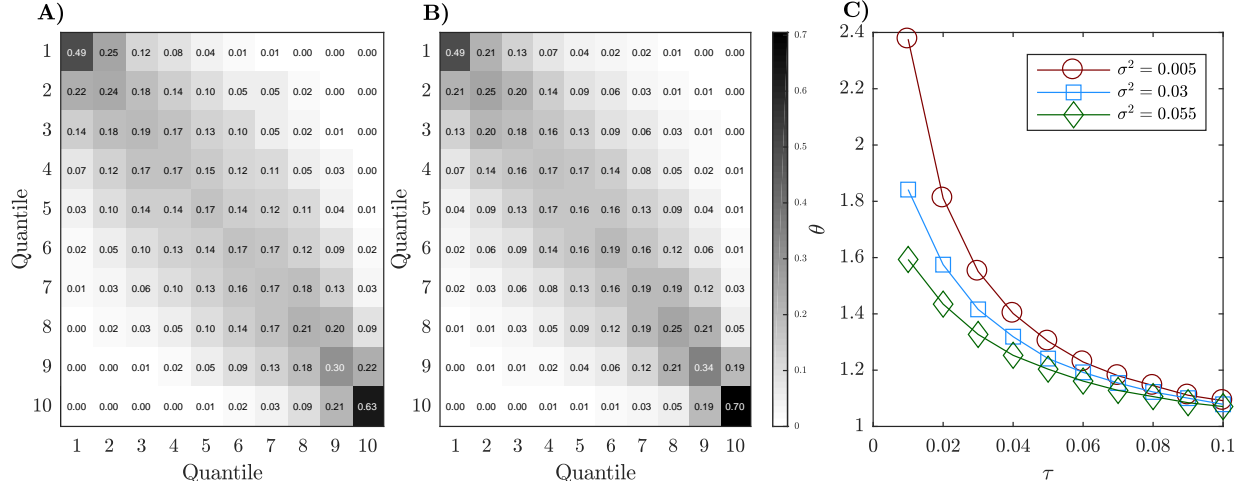 A)
Quantile
1 0.49 0.25 0.12 0.08 0.04 0.01 0.01 0.00 0.00 0.00
2 0.22 0.24 0.18 0.14 0.10 0.05 0.05 0.02 0.00 0.00
3 0.14 0.18 0.19 0.17 0.13 0.10 0.05 0.02 0.01 0.00
4 0.07 0.12 0.17 0.17 0.15 0.12 0.11 0.05 0.03 0.00
5 0.03 0.10 0.14 0.14 0.17 0.14 0.12 0.11 0.04 0.01
6 0.02 0.05 0.10 0.13 0.14 0.17 0.17 0.12 0.09 0.02
7 0.01 0.03 0.06 0.10 0.13 0.16 0.17 0.18 0.13 0.03
8 0.00 0.02 0.03 0.05 0.10 0.14 0.17 0.21 0.20 0.09
9 0.00 0.00 0.01 0.02 0.05 0.09 0.13 0.18 0.30 0.22
10 0.00 0.00 0.00 0.00 0.01 0.02 0.03 0.09 0.21 0.63
1 2 3 4 5 6 7 8 9 10
Quantile
B)
Quantile
1 0.49 0.21 0.13 0.07 0.04 0.02 0.02 0.01 0.00 0.00
2 0.21 0.25 0.20 0.14 0.09 0.06 0.03 0.01 0.01 0.00
3 0.13 0.20 0.18 0.16 0.13 0.09 0.06 0.03 0.01 0.00
4 0.07 0.14 0.16 0.17 0.17 0.14 0.08 0.05 0.01 0.00
5 0.04 0.09 0.13 0.17 0.16 0.16 0.13 0.09 0.04 0.01
6 0.02 0.06 0.09 0.14 0.16 0.19 0.16 0.12 0.06 0.01
7 0.01 0.03 0.06 0.08 0.13 0.16 0.19 0.19 0.12 0.03
8 0.01 0.01 0.03 0.05 0.09 0.12 0.19 0.25 0.21 0.05
9 0.00 0.01 0.01 0.02 0.04 0.06 0.12 0.21 0.34 0.19
10 0.00 0.00 0.00 0.00 0.01 0.01 0.03 0.05 0.19 0.70
1 2 3 4 5 6 7 8 9 10
Quantile
0.7
0.6
0.5
0.4
0.3
0.2
0.1
0
C)
θ
2.4
2.2
2
1.8
1.6
1.4
1.2
1
σ² = 0.005
σ² = 0.03
σ² = 0.055
0 0.02 0.04 0.06 0.08 0.1
τ